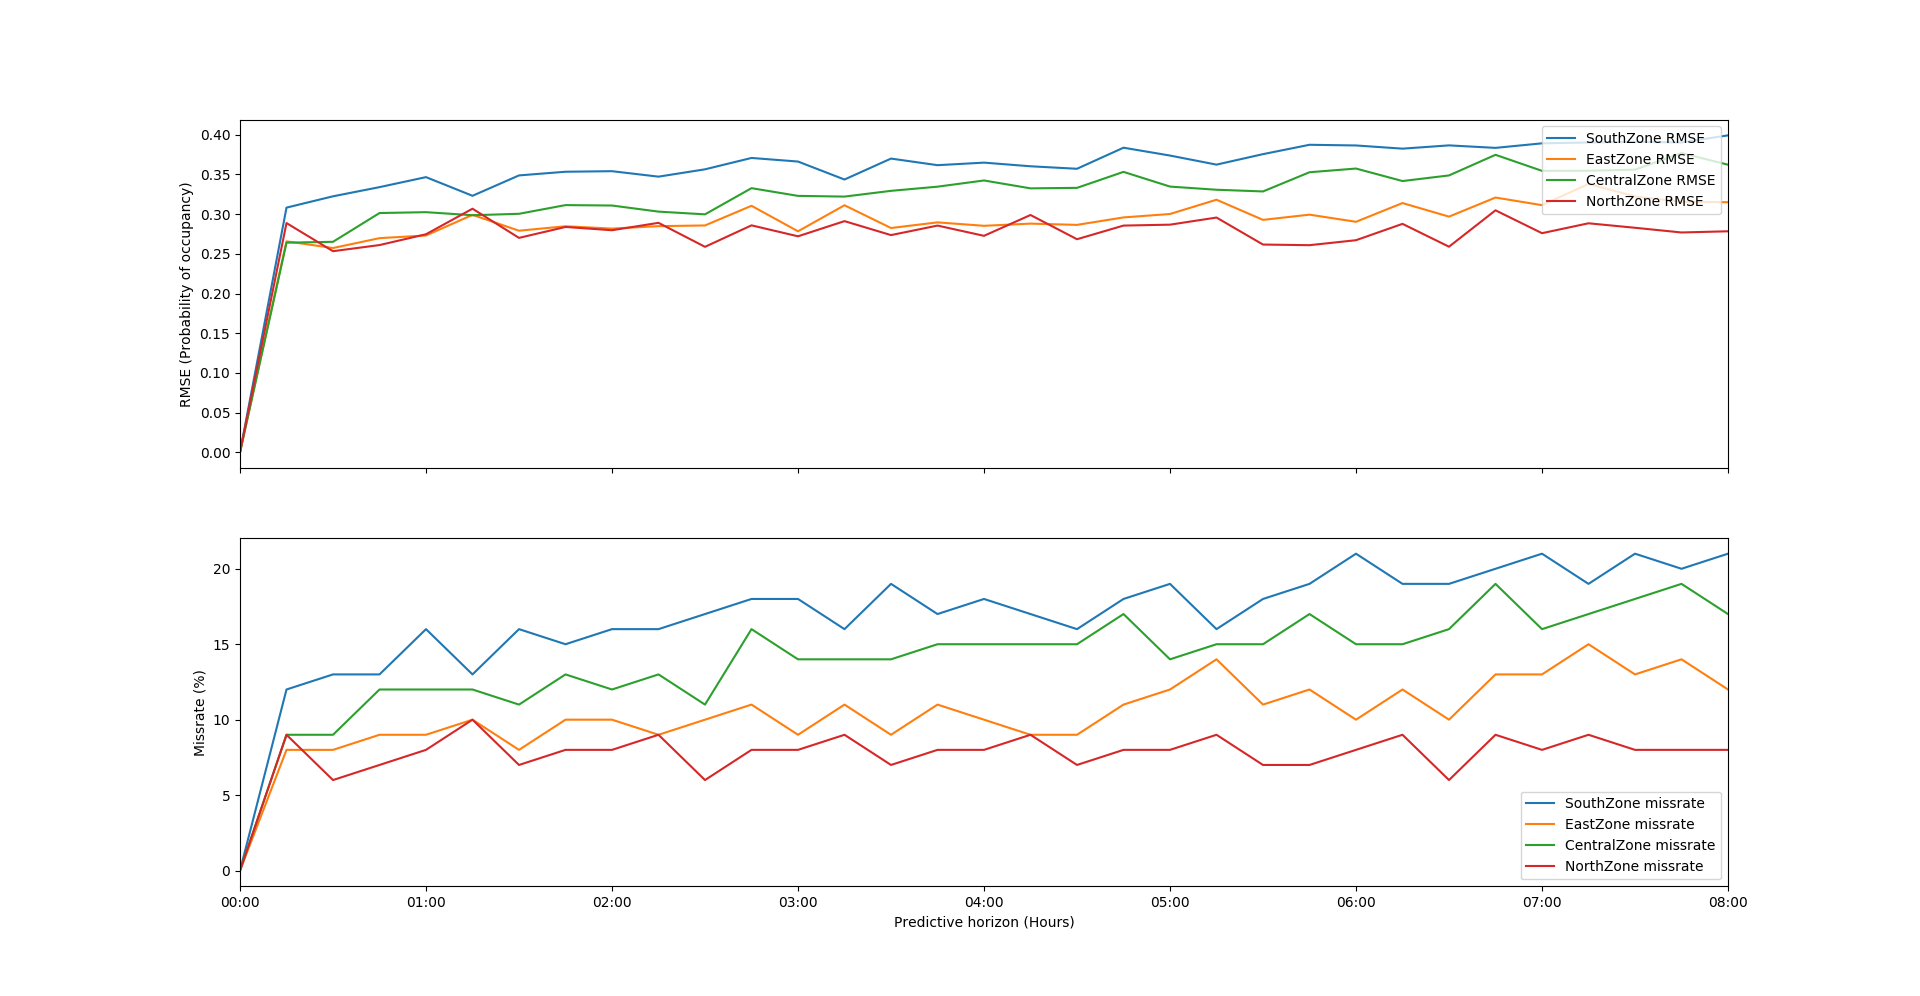 0.40
0.35
0.30
0.25
0.20
0.15
0.10
0.05
0.00
RMSE (Probability of occupancy)
SouthZone RMSE
EastZone RMSE
CentralZone RMSE
NorthZone RMSE
20
15
10
5
0
Missrate (%)
SouthZone missrate
EastZone missrate
CentralZone missrate
NorthZone missrate
00:00 01:00 02:00 03:00 04:00 05:00 06:00 07:00 08:00
Predictive horizon (Hours)